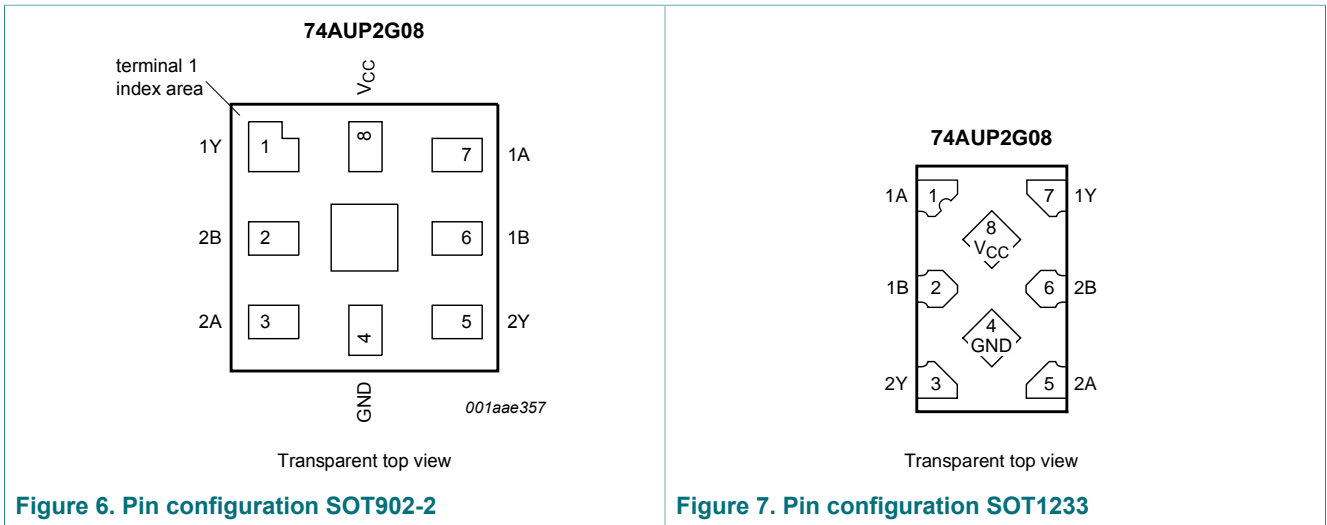 74AUP2G08
terminal 1
index area
VCC
1Y 1 8 7 1A
2B 2 6 1B
2A 3 4 5 2Y
GND
001aae357
Transparent top view
Figure 6. Pin configuration SOT902-2
74AUP2G08
1A 1 7 1Y
8
VCC
1B 2 6 2B
4
GND
2Y 3 5 2A
Transparent top view
Figure 7. Pin configuration SOT1233